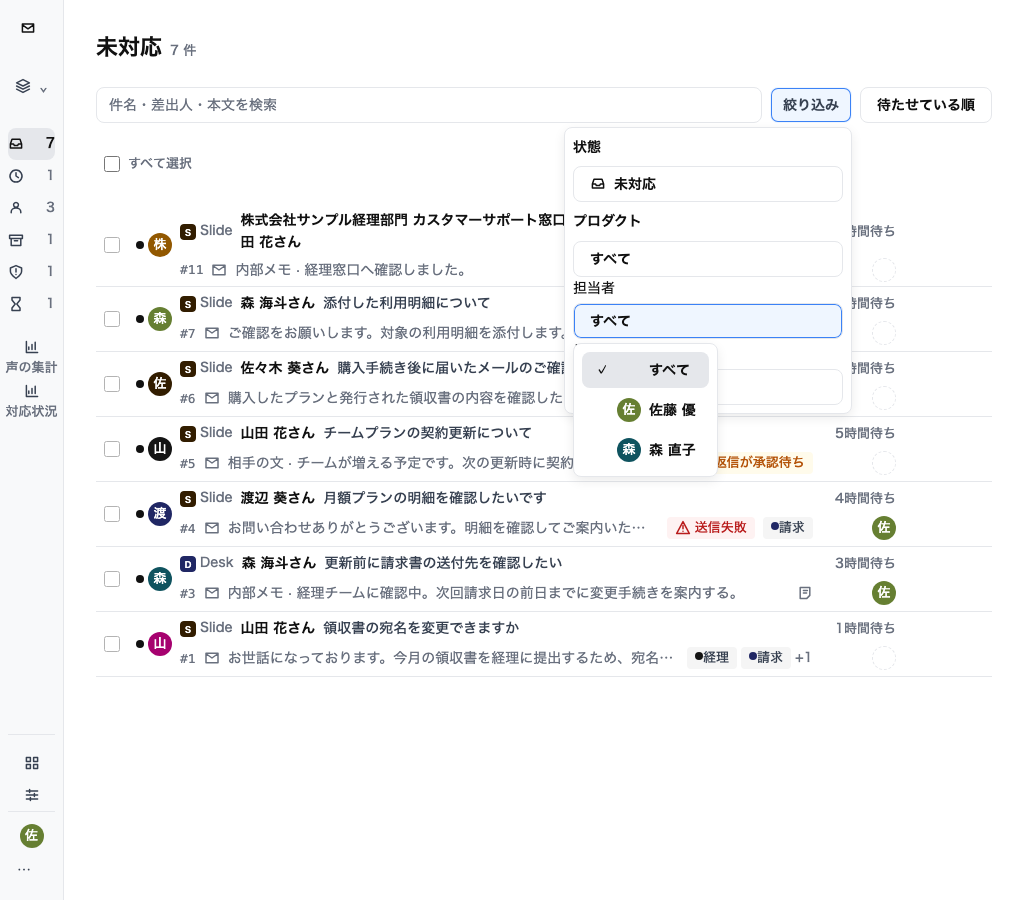 未対応 7 件
件名・差出人・本文を検索
絞り込み
待たせている順
7
1
3
1
1
1
声の集計
対応状況
佐
すべて選択
状態
未対応
プロダクト
すべて
担当者
すべて
✓ すべて
佐 佐藤 優
森 森 直子
株 S Slide 株式会社サンプル経理部門 カスタマーサポート窓口
田 花さん
時間待ち
#11 内部メモ · 経理窓口へ確認しました。
森 S Slide 森 海斗さん 添付した利用明細について
#7 ご確認をお願いします。対象の利用明細を添付します。
佐 S Slide 佐々木 葵さん 購入手続き後に届いたメールのご確認
時間待ち
#6 購入したプランと発行された領収書の内容を確認した
山 S Slide 山田 花さん チームプランの契約更新について
5時間待ち
#5 相手の文 · チームが増える予定です。次の更新時に契約
返信が承認待ち
渡 S Slide 渡辺 葵さん 月額プランの明細を確認したいです
4時間待ち
#4 お問い合わせありがとうございます。明細を確認してご案内いた… 送信失敗 請求 佐
森 D Desk 森 海斗さん 更新前に請求書の送付先を確認したい
3時間待ち
#3 内部メモ · 経理チームに確認中。次回請求日の前日までに変更手続きを案内する。 佐
山 S Slide 山田 花さん 領収書の宛名を変更できますか
1時間待ち
#1 お世話になっております。今月の領収書を経理に提出するため、宛名… 経理 請求 +1